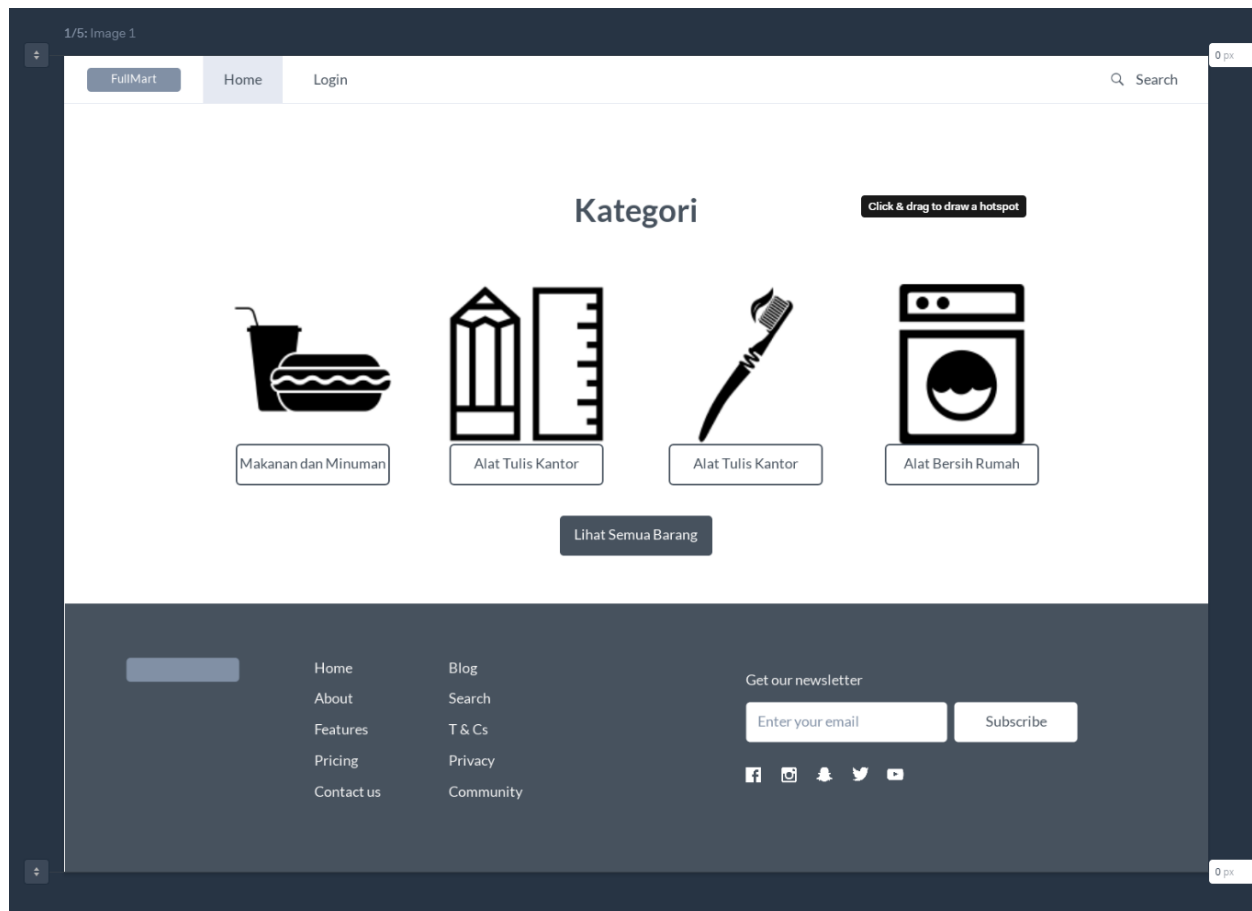 1/5: Image 1
0 px
FullMart
Home
Login
Search
Kategori
Click & drag to draw a hotspot
Makanan dan Minuman
Alat Tulis Kantor
Alat Tulis Kantor
Alat Bersih Rumah
Lihat Semua Barang
Home
Blog
About
Search
Features
T & Cs
Pricing
Privacy
Contact us
Community
Get our newsletter
Enter your email
Subscribe
0 px